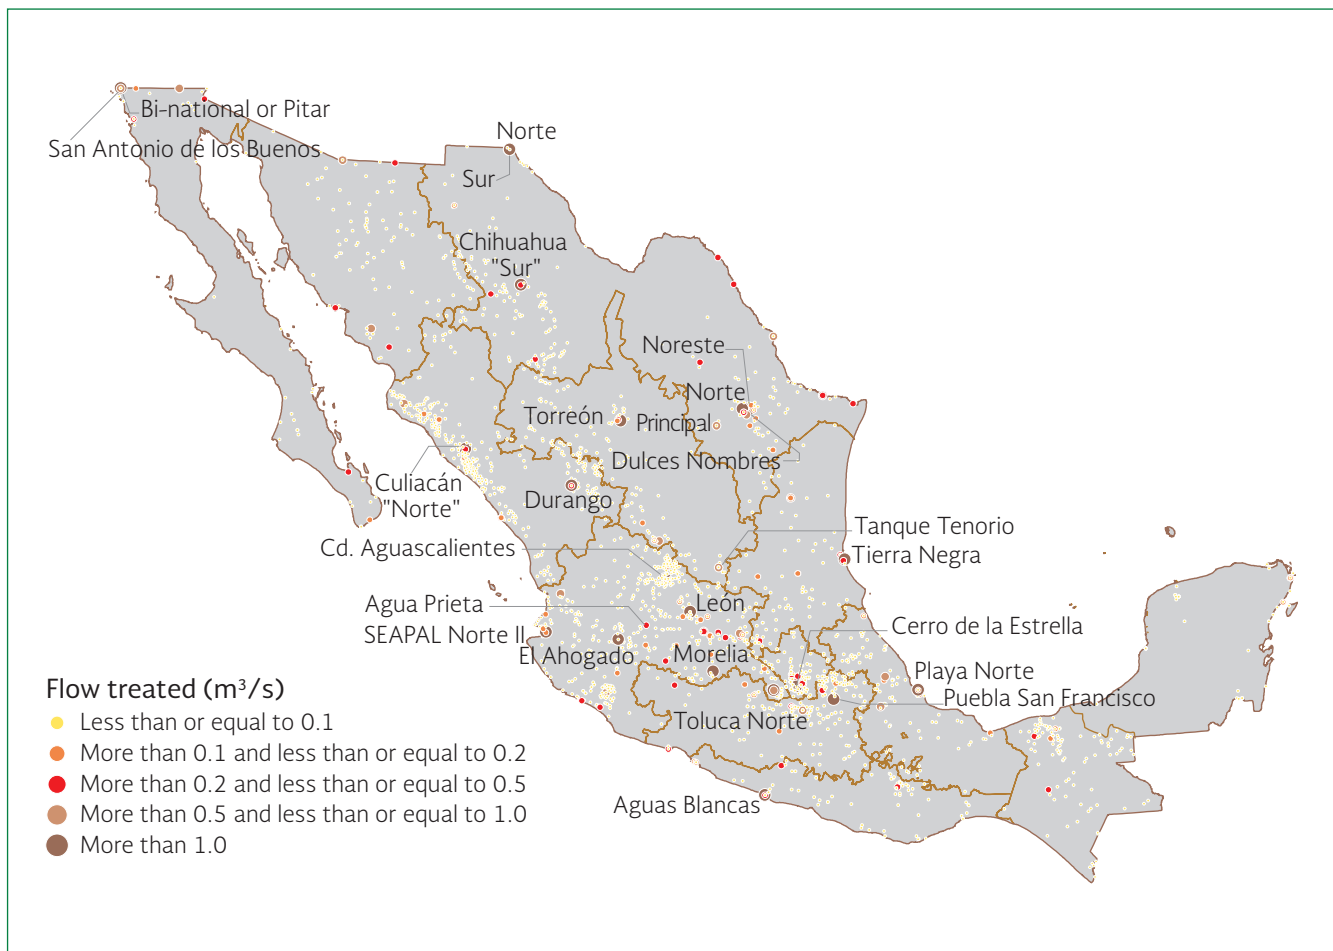 Bi-national or Pitar
San Antonio de los Buenos
Norte
Sur
Chihuahua
"Sur"
Noreste
Norte
Torreón
Principal
Dulces Nombres
Culiacán
"Norte"
Durango
Tanque Tenorio
Cd. Aguascalientes
Tierra Negra
Agua Prieta
León
SEAPAL Norte II
Cerro de la Estrella
El Ahogado
Morelia
Playa Norte
Puebla San Francisco
Toluca Norte
Aguas Blancas
Flow treated (m³/s)
Less than or equal to 0.1
More than 0.1 and less than or equal to 0.2
More than 0.2 and less than or equal to 0.5
More than 0.5 and less than or equal to 1.0
More than 1.0